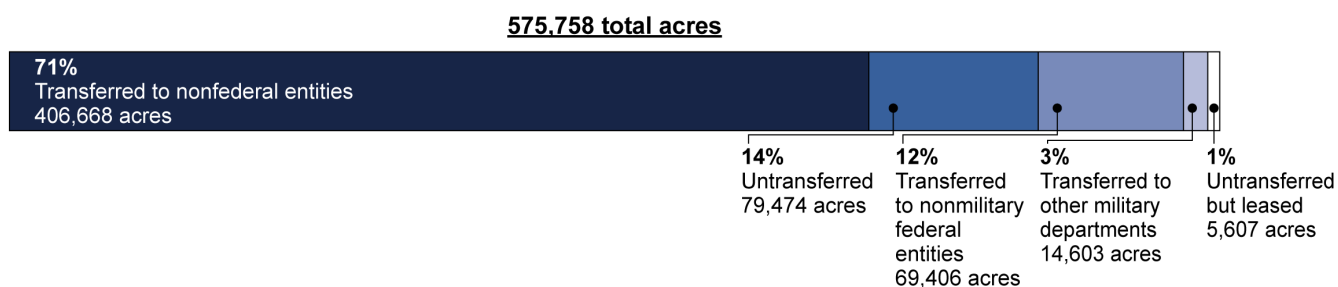 575,758 total acres
71%
Transferred to nonfederal entities
406,668 acres
14%
Untransferred
79,474 acres
12%
Transferred
to nonmilitary
federal
entities
69,406 acres
3%
Transferred to
other military
departments
14,603 acres
1%
Untransferred
but leased
5,607 acres